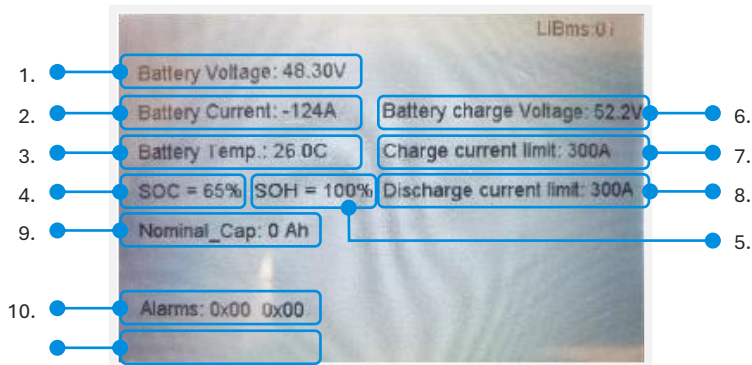 LiBms:0/
1. Battery Voltage: 48.30V
2. Battery Current: -124A Battery charge Voltage: 52.2V 6.
3. Battery Temp.: 26.0C Charge current limit: 300A 7.
4. SOC = 65% SOH = 100% Discharge current limit: 300A 8.
9. Nominal_Cap: 0 Ah 5.
10. Alarms: 0x00 0x00